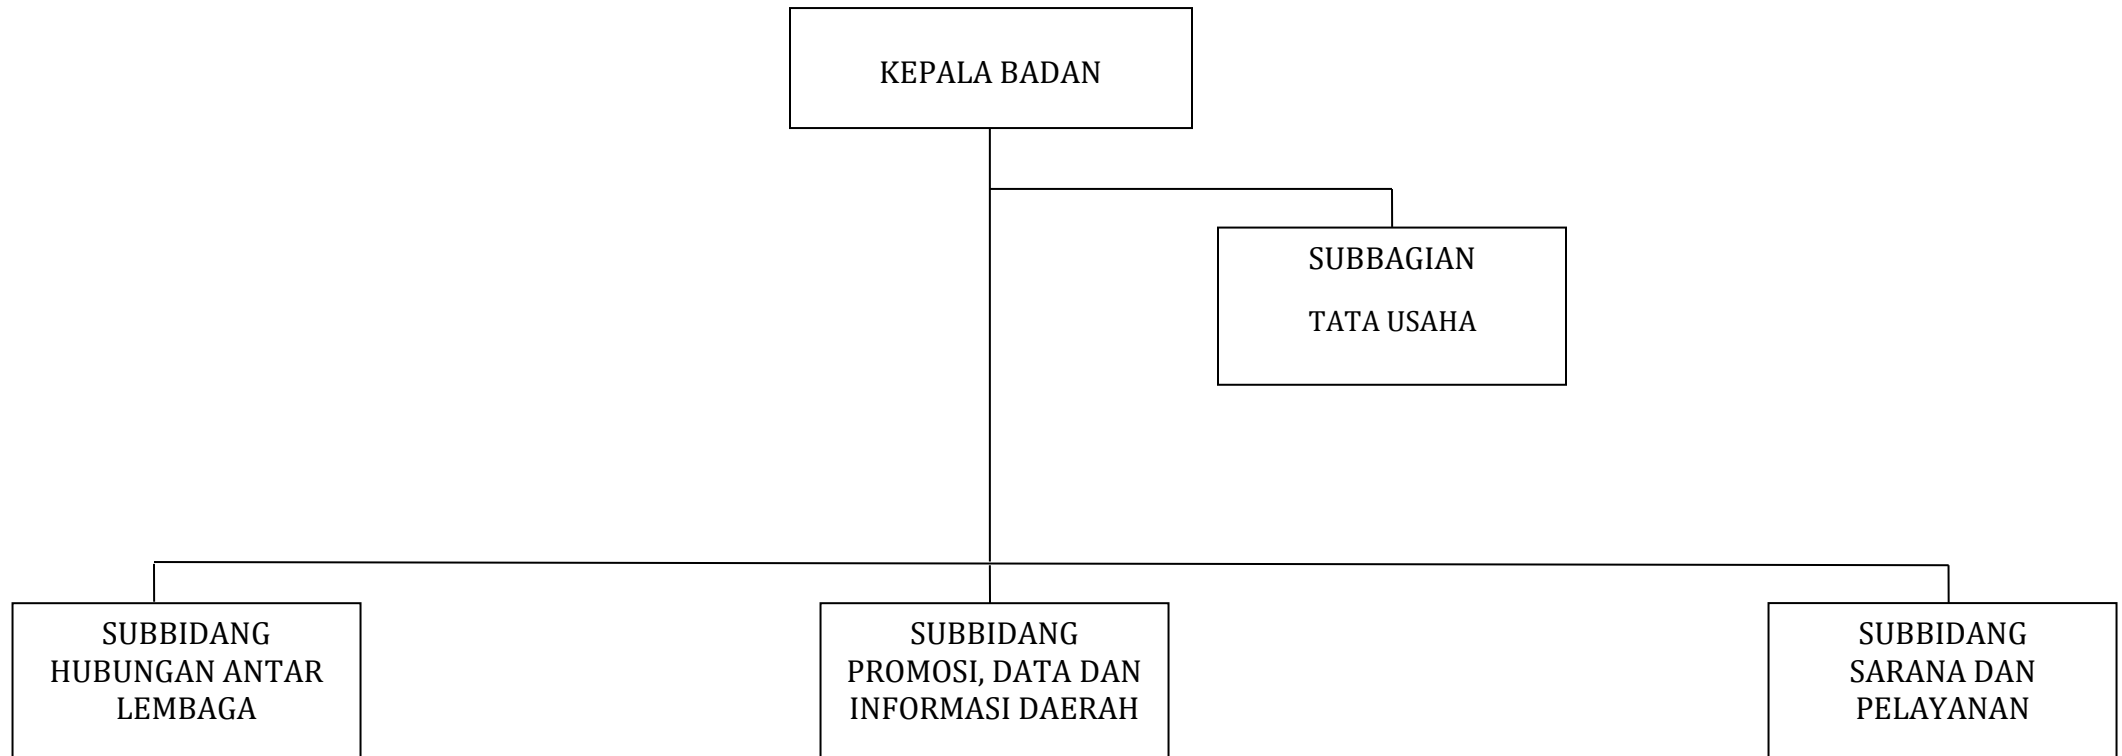 KEPALA BADAN
SUBBAGIAN
TATA USAHA
SUBBIDANG
HUBUNGAN ANTAR
LEMBAGA
SUBBIDANG
PROMOSI, DATA DAN
INFORMASI DAERAH
SUBBIDANG
SARANA DAN
PELAYANAN